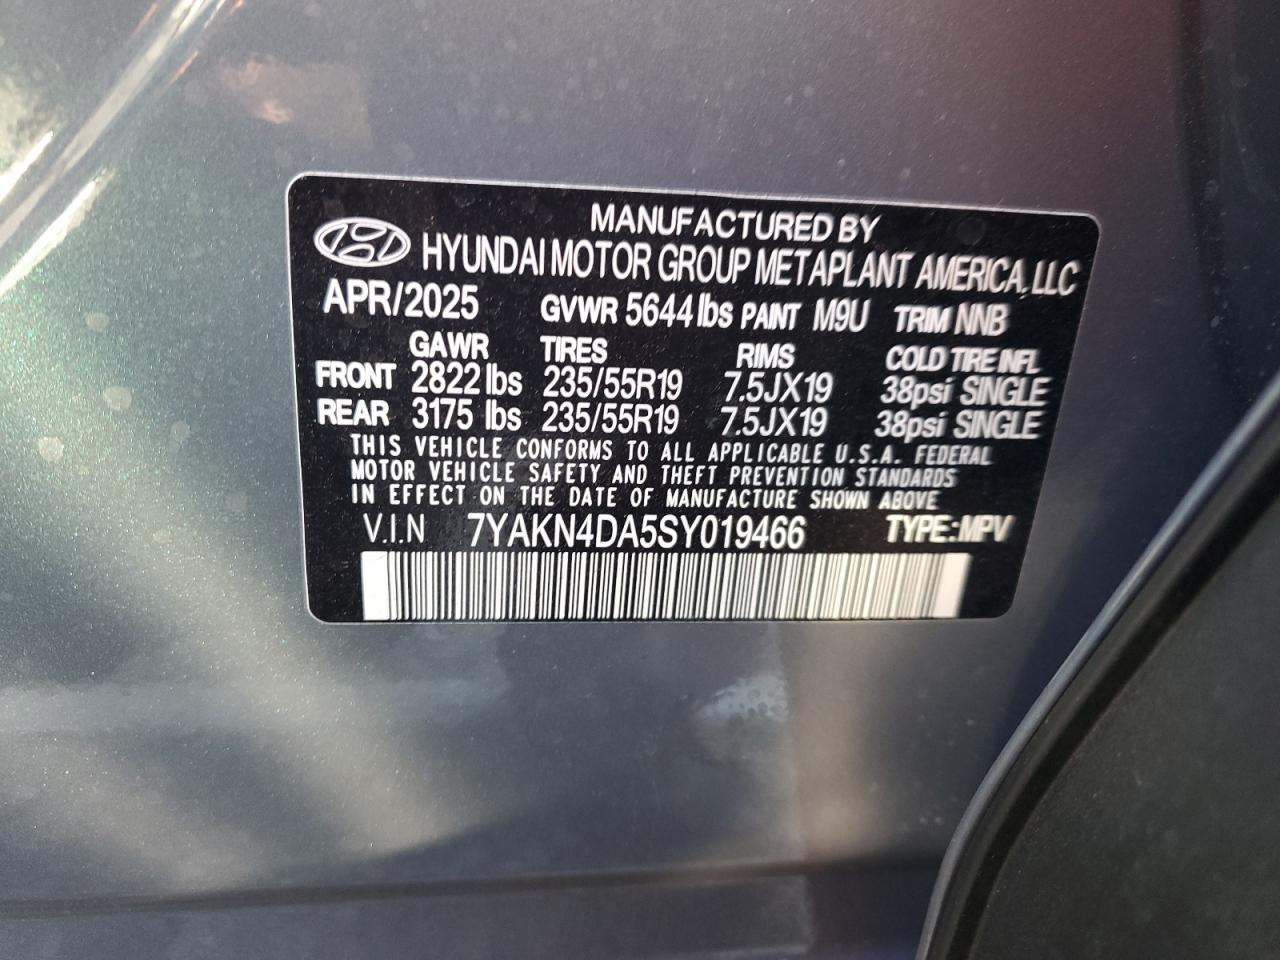 MANUFACTURED BY
HYUNDAI MOTOR GROUP METAPLANT AMERICA, LLC
APR/2025 GVWR 5644 lbs PAINT M9U TRIM NNB
GAWR TIRES RIMS COLD TIRE INFL
FRONT 2822 lbs 235/55R19 7.5JX19 38psi SINGLE
REAR 3175 lbs 235/55R19 7.5JX19 38psi SINGLE
THIS VEHICLE CONFORMS TO ALL APPLICABLE U.S.A. FEDERAL
MOTOR VEHICLE SAFETY AND THEFT PREVENTION STANDARDS
IN EFFECT ON THE DATE OF MANUFACTURE SHOWN ABOVE
V.I.N 7YAKN4DA5SY019466 TYPE:MPV